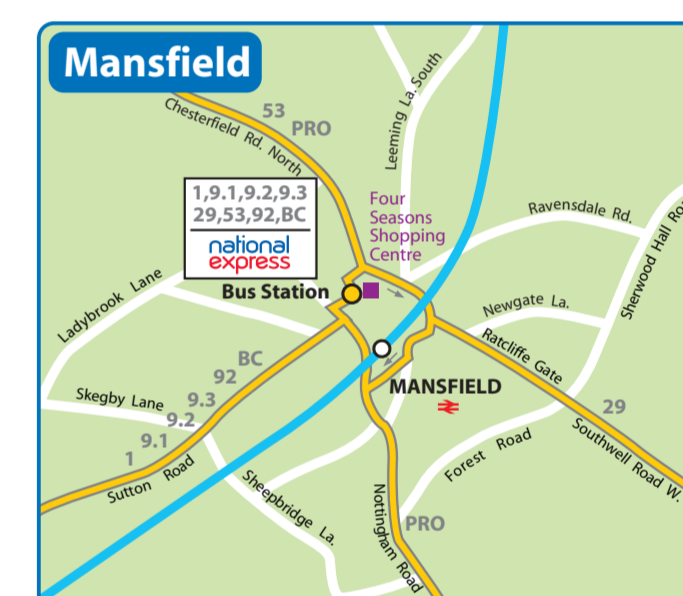 Mansfield
53
PRO
Chesterfield Rd. North
Leeming La. South
1,9.1,9.2,9.3
29,53,92,BC
national
express
Four
Seasons
Shopping
Centre
Ravensdale Rd.
Sherwood Hall
Bus Station
Ladybrook Lane
Newgate La.
Ratcliffe Gate
BC
92
9.3
9.2
9.1
1
Skegby Lane
MANSFIELD
29
Sutton Road
Sheepbridge La.
Forest Road
Southwell Road W.
Nottingham Road
PRO